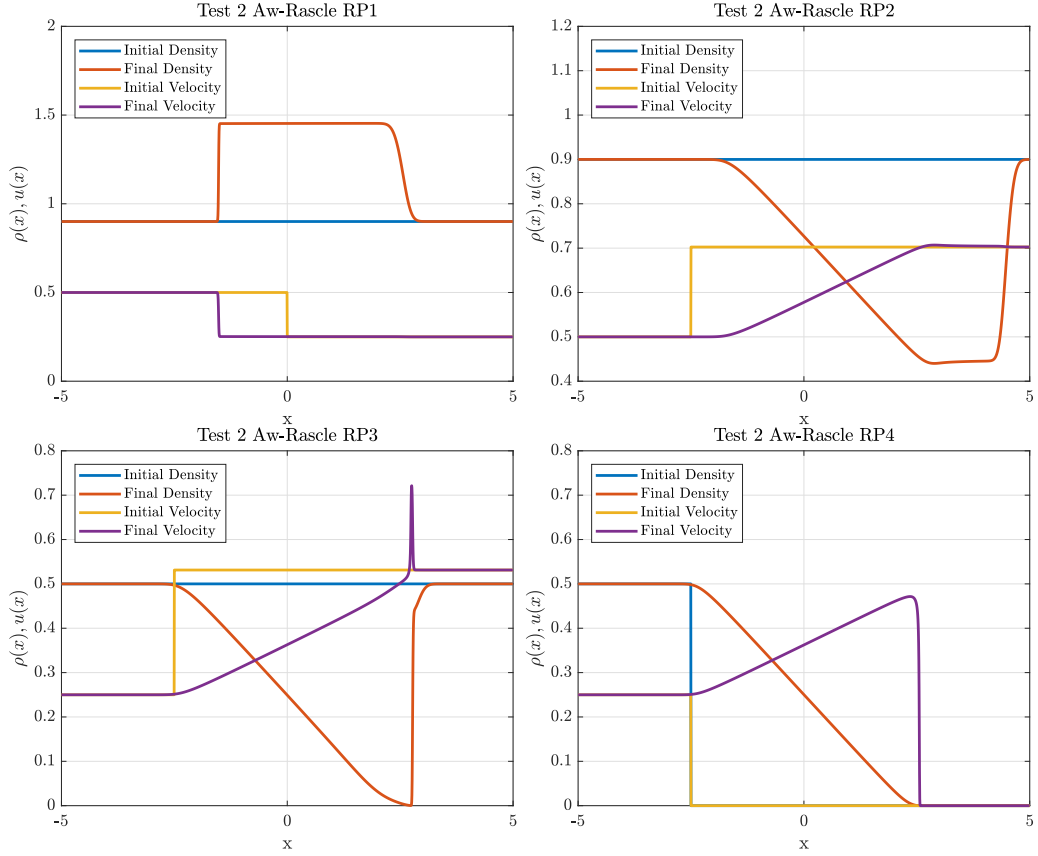 Test 2 Aw-Rascle RP1
2
1.5
1
0.5
0
ρ(x), u(x)
Initial Density
Final Density
Initial Velocity
Final Velocity
-5
0
5
x
Test 2 Aw-Rascle RP2
1.2
1.1
1
0.9
0.8
0.7
0.6
0.5
0.4
ρ(x), u(x)
Initial Density
Final Density
Initial Velocity
Final Velocity
-5
0
5
x
Test 2 Aw-Rascle RP3
0.8
0.7
0.6
0.5
0.4
0.3
0.2
0.1
0
ρ(x), u(x)
Initial Density
Final Density
Initial Velocity
Final Velocity
-5
0
5
x
Test 2 Aw-Rascle RP4
0.8
0.7
0.6
0.5
0.4
0.3
0.2
0.1
0
ρ(x), u(x)
Initial Density
Final Density
Initial Velocity
Final Velocity
-5
0
5
x